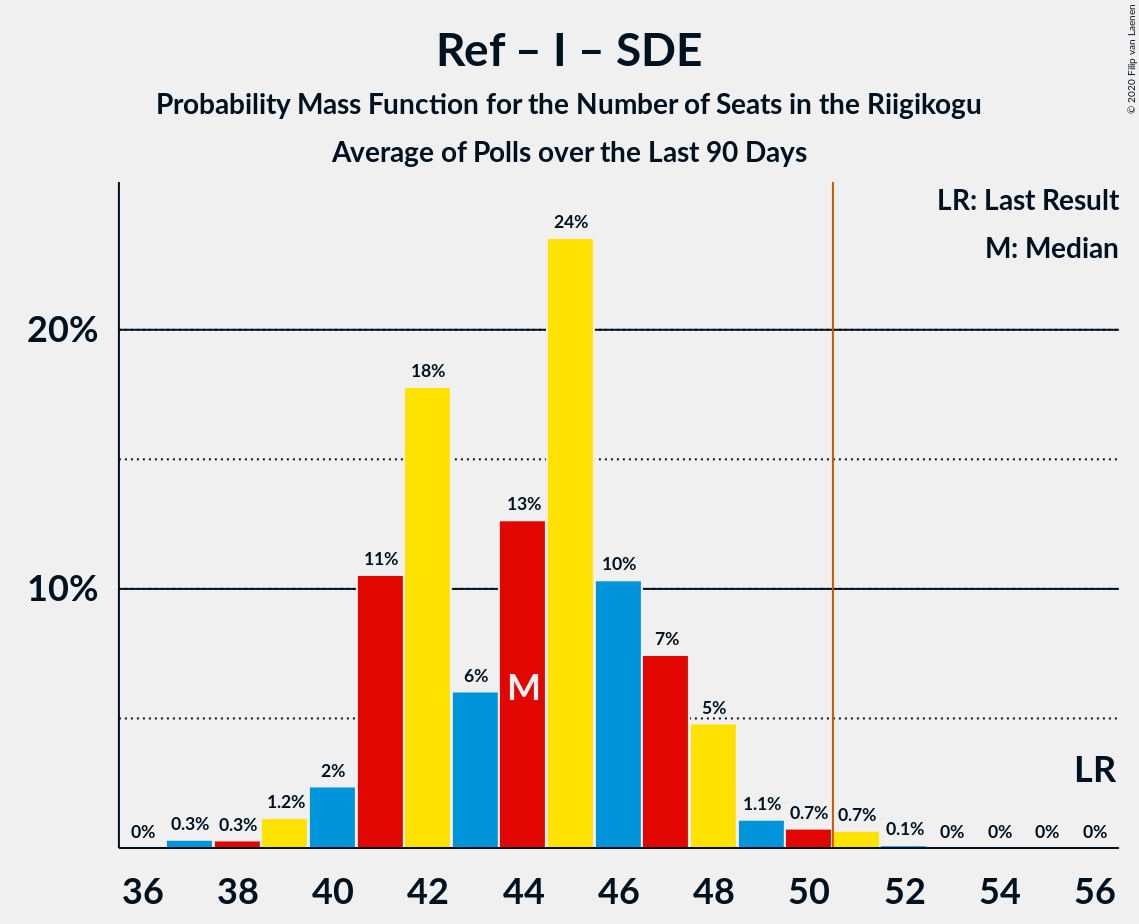 Ref – I – SDE
Probability Mass Function for the Number of Seats in the Riigikogu
Average of Polls over the Last 90 Days
© 2020 Filip van Laenen
LR: Last Result
M: Median
20%
10%
0% 0.3% 0.3% 1.2% 2% 11% 18% 6% 13% 24% 10% 7% 5% 1.1% 0.7% 0.7% 0.1% 0% 0% 0% 0%
M
LR
36 38 40 42 44 46 48 50 52 54 56